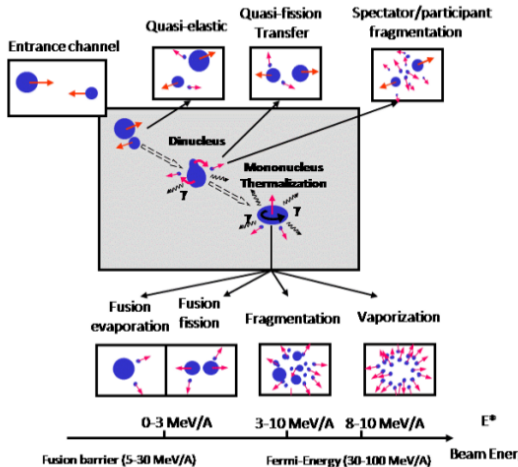 Entrance channel
Quasi-elastic
Quasi-fission
Transfer
Spectator/participant
fragmentation
Dinucleus
γ
Mononucleus
Thermalization
γ
γ
Fusion
evaporation
Fusion
fission
Fragmentation
Vaporization
0-3 MeV/A
3-10 MeV/A
8-10 MeV/A
E*
Fusion barrier (5-30 MeV/A)
Fermi-Energy (30-100 MeV/A)
Beam Ener